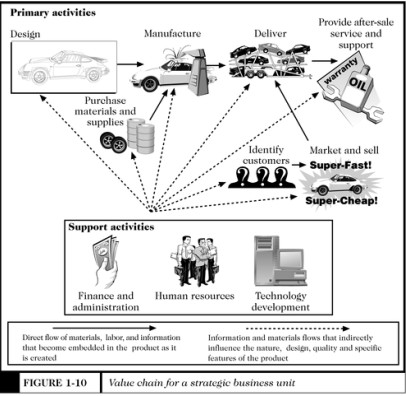 Primary activities
Design
Manufacture
Deliver
Provide after-sale
service and
support
warranty
OIL
Purchase
materials and
supplies
Identify
customers
Market and sell
Super-Fast!
Super-Cheap!
Support activities
Finance and
administration
Human resources
Technology
development
Direct flow of materials, labor, and information
that become embedded in the product as it
is created
Information and materials flows that indirectly
influence the nature, design, quality and specific
features of the product
FIGURE 1-10
Value chain for a strategic business unit